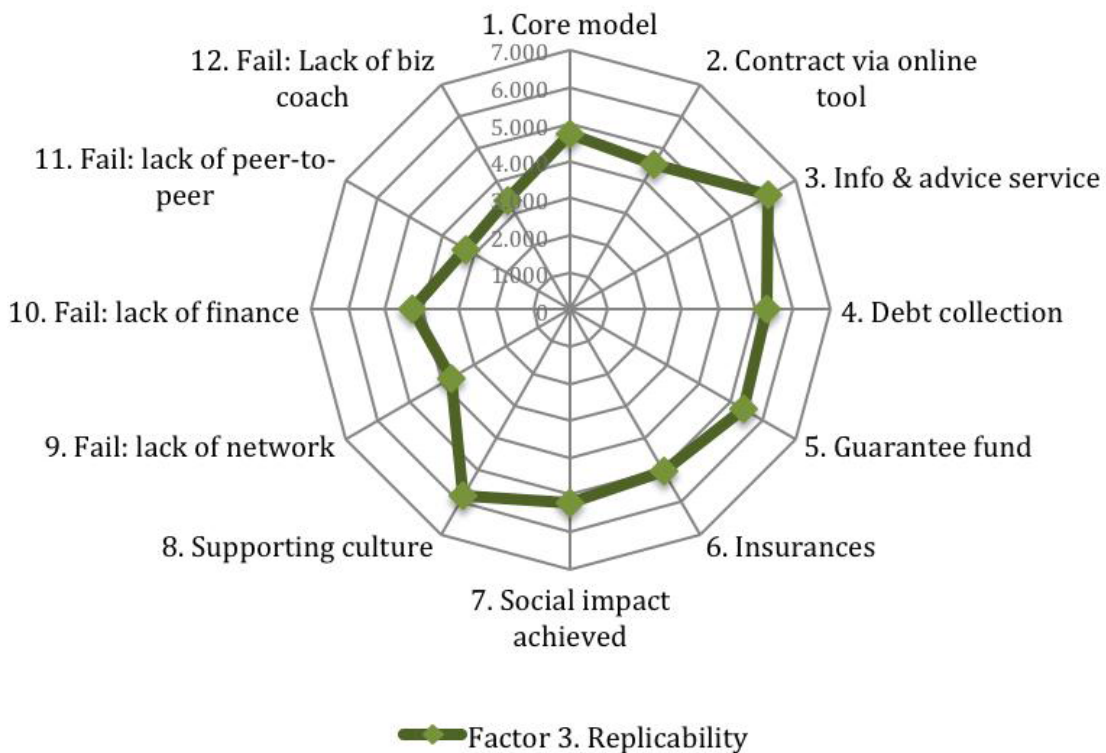 1. Core model
7.000
6.000
5.000
4.000
3.000
2.000
1.000
0
2. Contract via online
tool
3. Info & advice service
4. Debt collection
5. Guarantee fund
6. Insurances
7. Social impact
achieved
8. Supporting culture
9. Fail: lack of network
10. Fail: lack of finance
11. Fail: lack of peer-to-
peer
12. Fail: Lack of biz
coach
Factor 3. Replicability